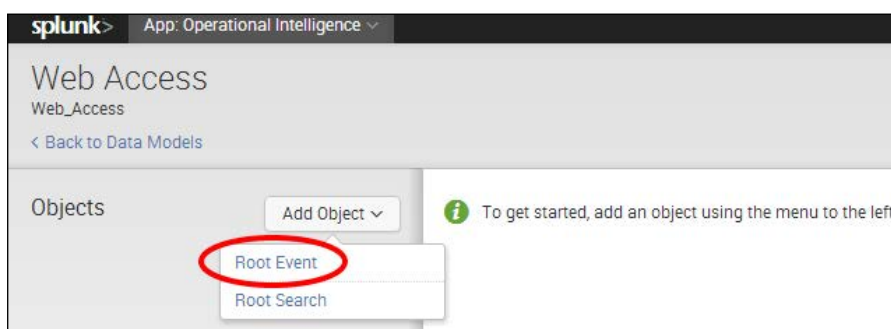 splunk> App: Operational Intelligence
Web Access
Web_Access
< Back to Data Models
Objects
Add Object
To get started, add an object using the menu to the left
Root Event
Root Search